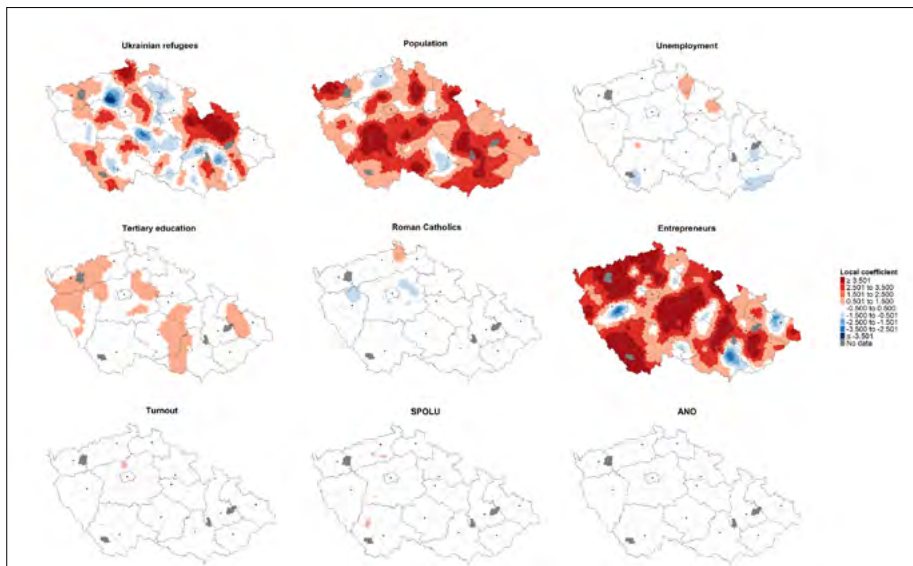 Ukrainian refugees
Population
Unemployment
Tertiary education
Roman Catholics
Entrepreneurs
Local coefficient
≥ 3.501
2.501 to 3.500
1.501 to 2.500
0.501 to 1.500
-0.500 to 0.500
-1.500 to -0.501
-2.500 to -1.501
-3.500 to -2.501
≤ -3.501
No data
Turnout
SPOLU
ANO